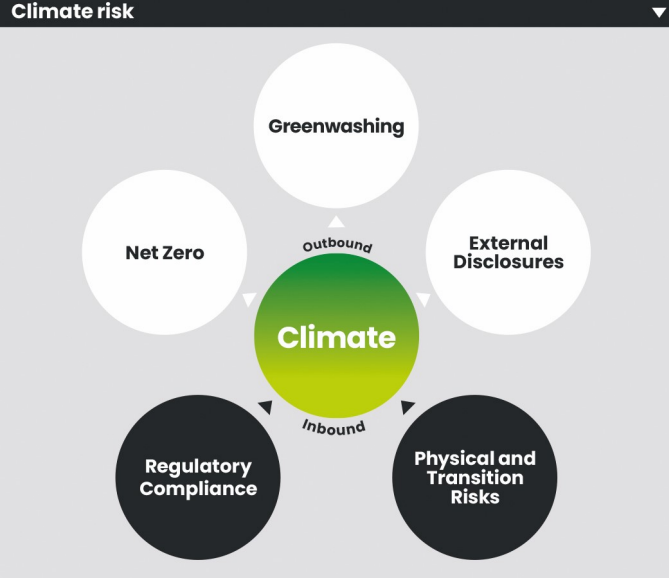 Climate risk
Greenwashing
Net Zero
Outbound
External
Disclosures
Climate
Inbound
Regulatory
Compliance
Physical and
Transition
Risks